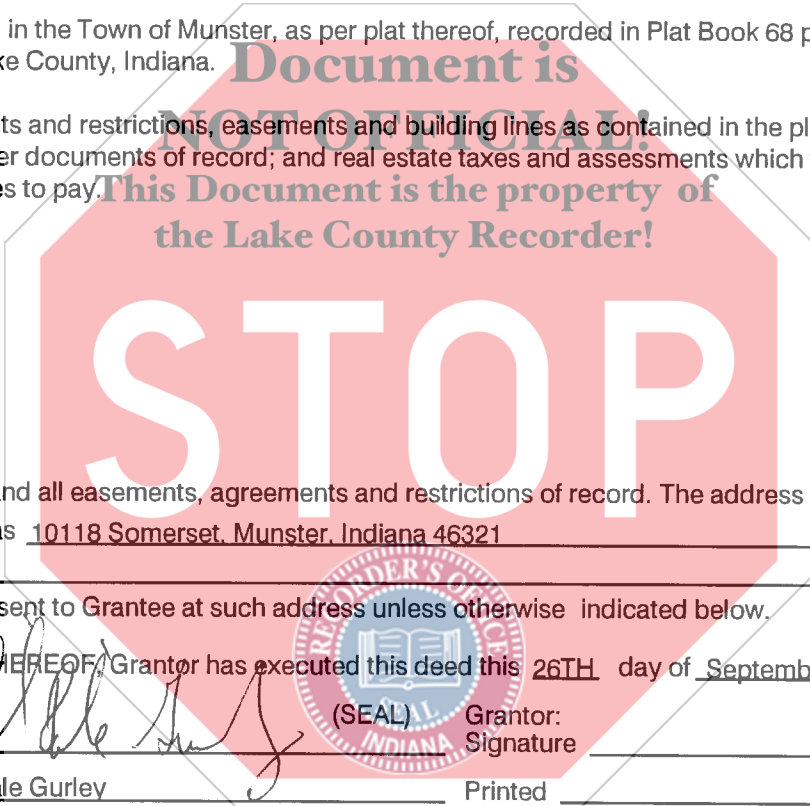 in the Town of Munster, as per plat thereof, recorded in Plat Book 68 p
ke County, Indiana.
Document is
NOT OFFICIAL!
ts and restrictions, easements and building lines as contained in the pl
er documents of record; and real estate taxes and assessments which
es to pay.
This Document is the property of
the Lake County Recorder!
STOP
nd all easements, agreements and restrictions of record. The address
s 10118 Somerset, Munster, Indiana 46321
RECORDER'S OFFICE
sent to Grantee at such address unless otherwise indicated below.
HEREOF, Grantor has executed this deed this 26TH day of Septemb
SEAL
INDIANA
(SEAL) Grantor:
Signature
le Gurley Printed